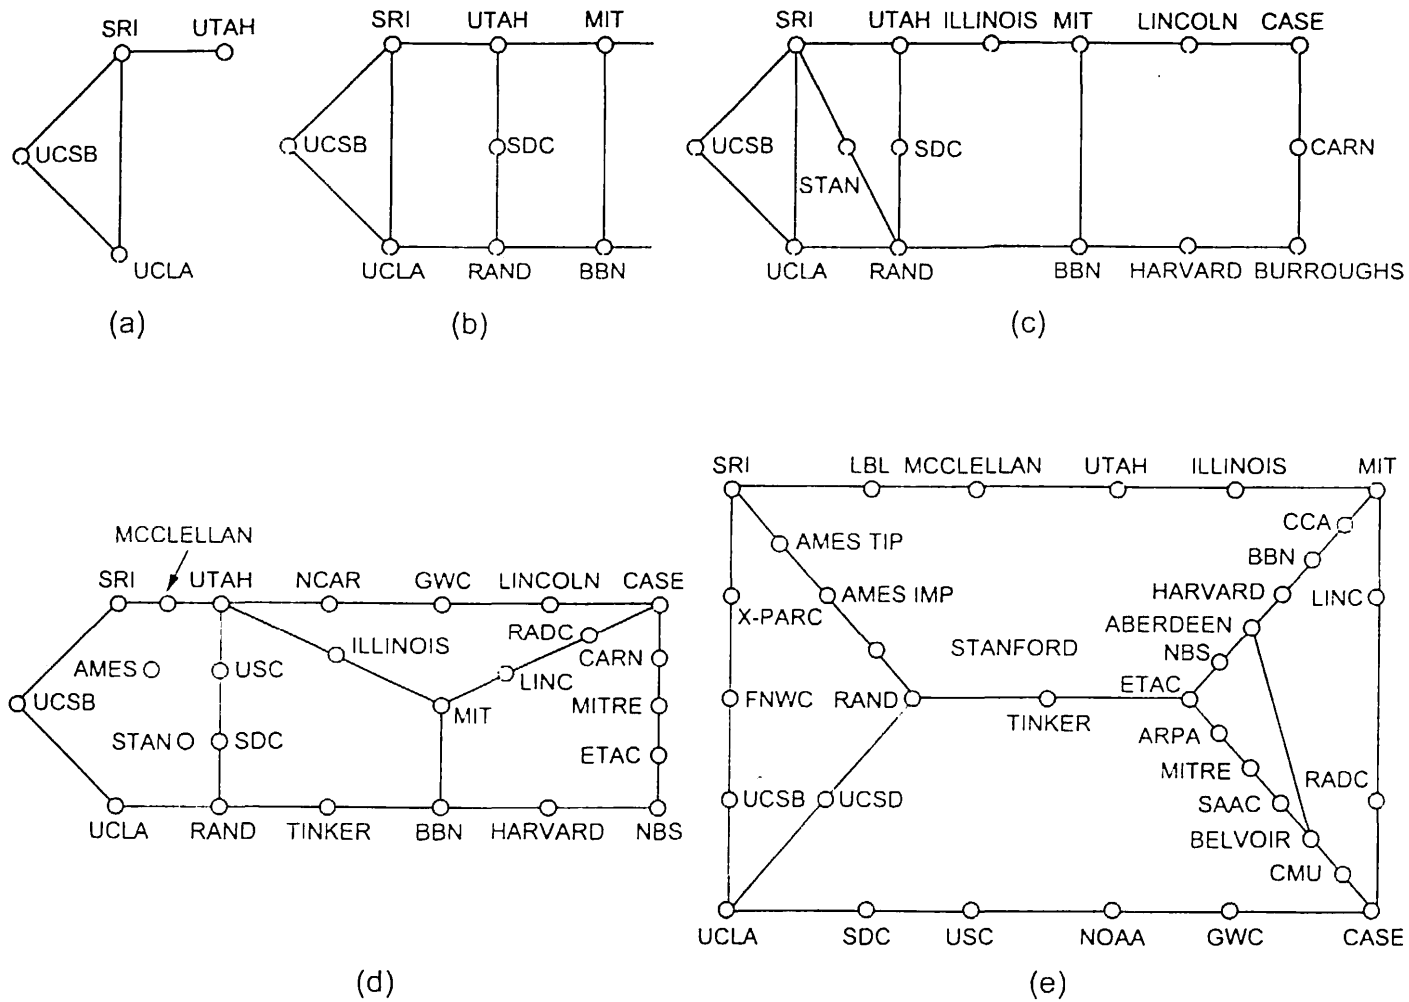 SRI UTAH
UCSB
UCLA
(a)
SRI UTAH MIT
UCSB
SDC
UCLA RAND BBN
(b)
SRI UTAH ILLINOIS MIT LINCOLN CASE
UCSB
SDC
CARN
STAN
UCLA RAND BBN HARVARD BURROUGHS
(c)
MCCLELLAN
SRI UTAH NCAR GWC LINCOLN CASE
RADC
ILLINOIS
CARN
AMES
USC
LINC
UCSB
MIT
MITRE
STAN
SDC
ETAC
UCLA RAND TINKER BBN HARVARD NBS
(d)
SRI LBL MCCLELLAN UTAH ILLINOIS MIT
CCA
AMES TIP
BBN
AMES IMP
HARVARD
LINC
X-PARC
ABERDEEN
STANFORD
NBS
ETAC
FNWC
RAND
TINKER
ARPA
MITRE
RADC
UCSB
UCSD
SAAC
BELVOIR
CMU
UCLA SDC USC NOAA GWC CASE
(e)